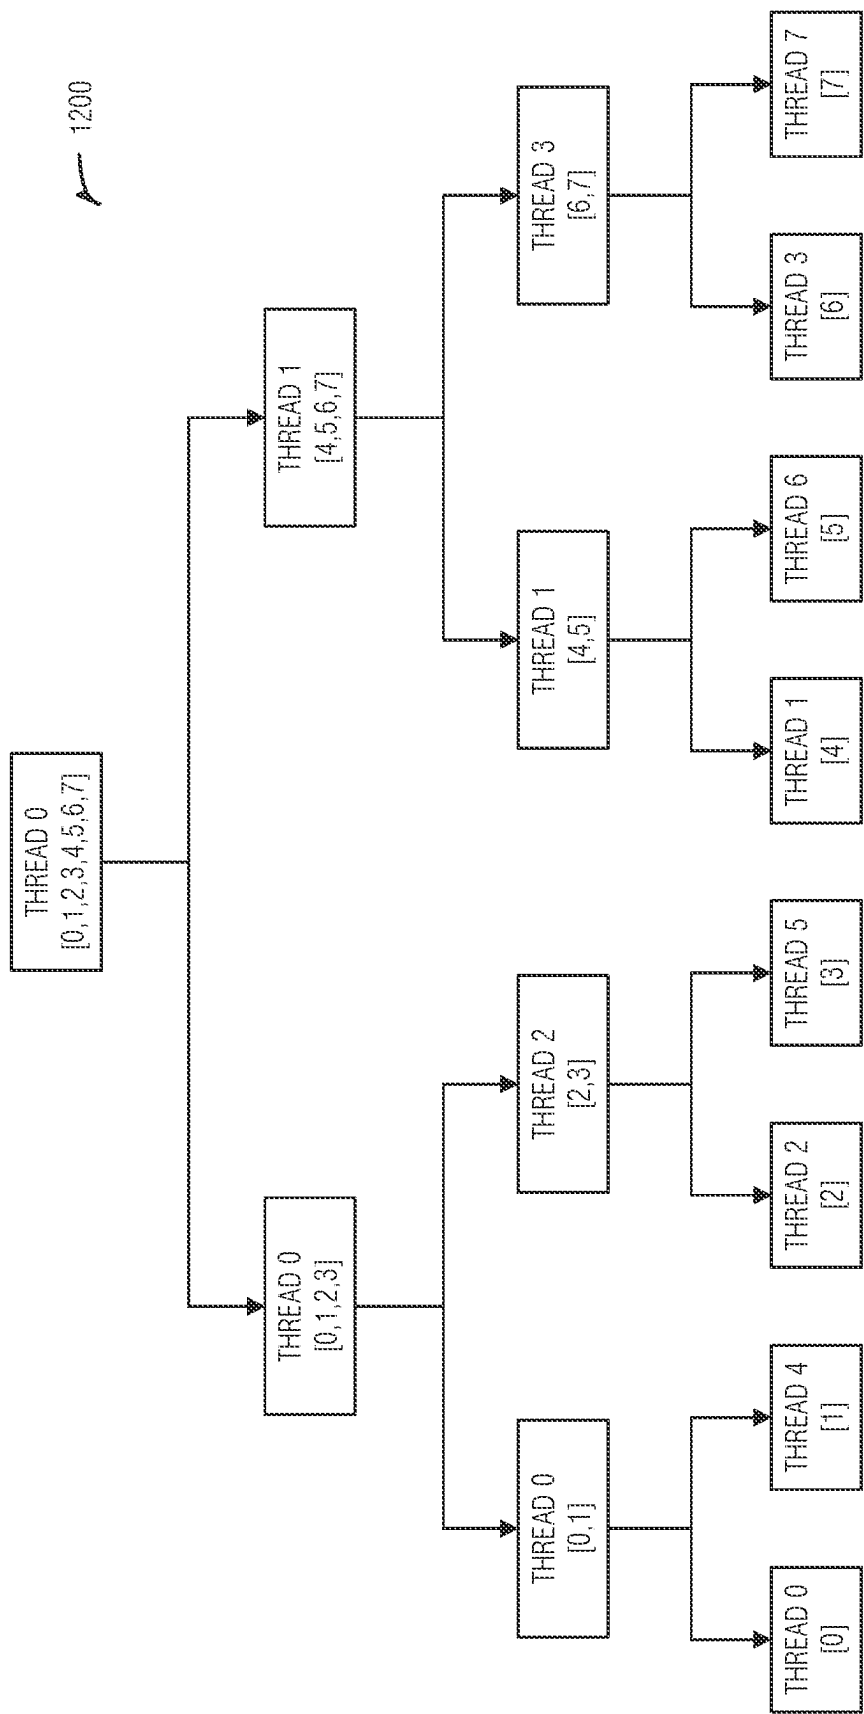 1200
THREAD 0
[0,1,2,3,4,5,6,7]
THREAD 0
[0,1,2,3]
THREAD 1
[4,5,6,7]
THREAD 0
[0,1]
THREAD 2
[2,3]
THREAD 1
[4,5]
THREAD 3
[6,7]
THREAD 0
[0]
THREAD 4
[1]
THREAD 2
[2]
THREAD 5
[3]
THREAD 1
[4]
THREAD 6
[5]
THREAD 3
[6]
THREAD 7
[7]